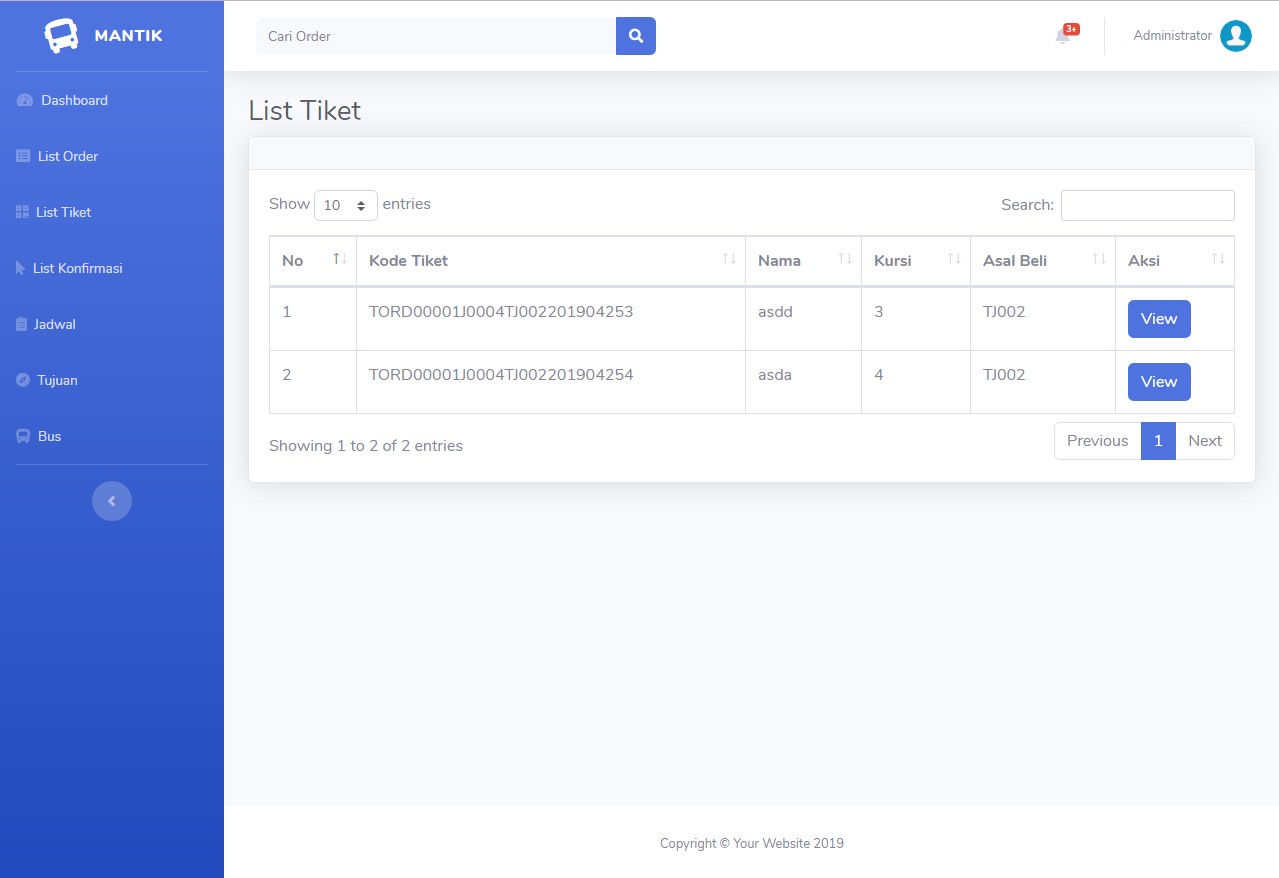 MANTIK
Cari Order
3+
Administrator
Dashboard
List Order
List Tiket
List Konfirmasi
Jadwal
Tujuan
Bus
List Tiket
Show 10 entries
Search:
No Kode Tiket Nama Kursi Asal Beli Aksi
1 TORD00001J0004TJ002201904253 asdd 3 TJ002 View
2 TORD00001J0004TJ002201904254 asda 4 TJ002 View
Showing 1 to 2 of 2 entries
Previous 1 Next
Copyright © Your Website 2019